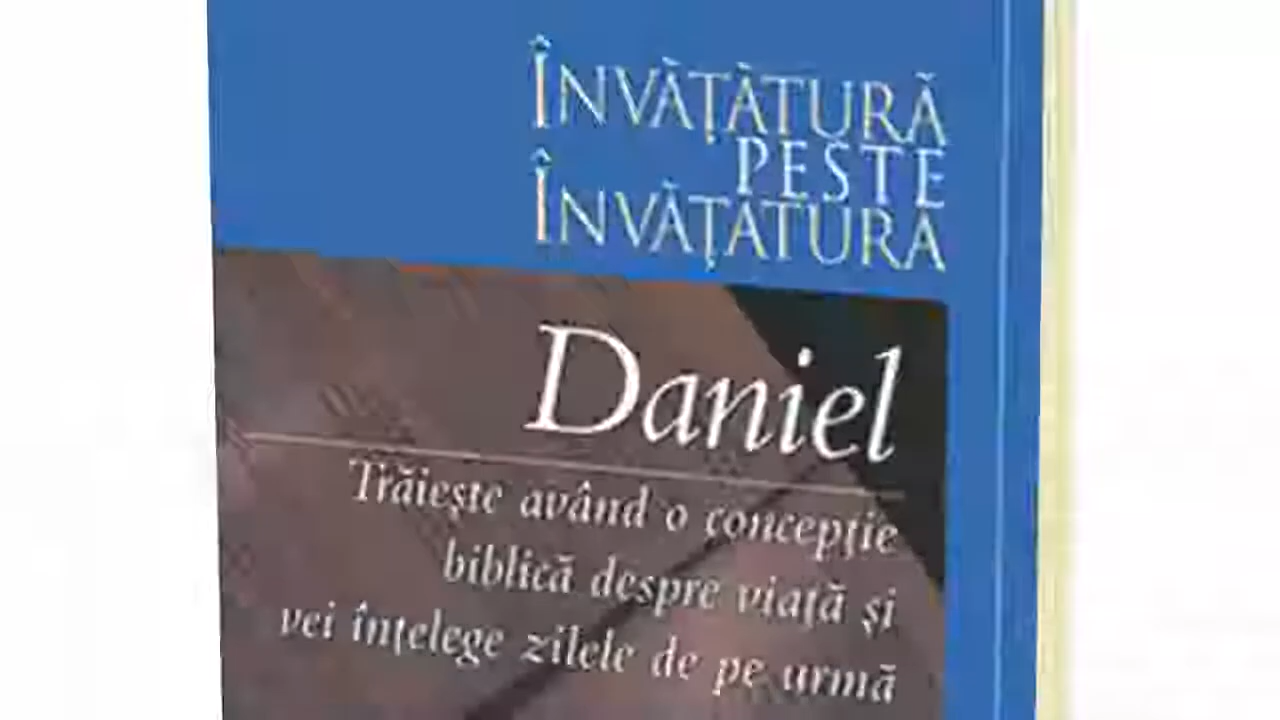 ÎNVĂȚĂTURĂ
PESTE
ÎNVĂȚĂTURĂ
Daniel
Trăiește având o concepție
biblică despre viață și
vei înțelege zilele de pe urmă